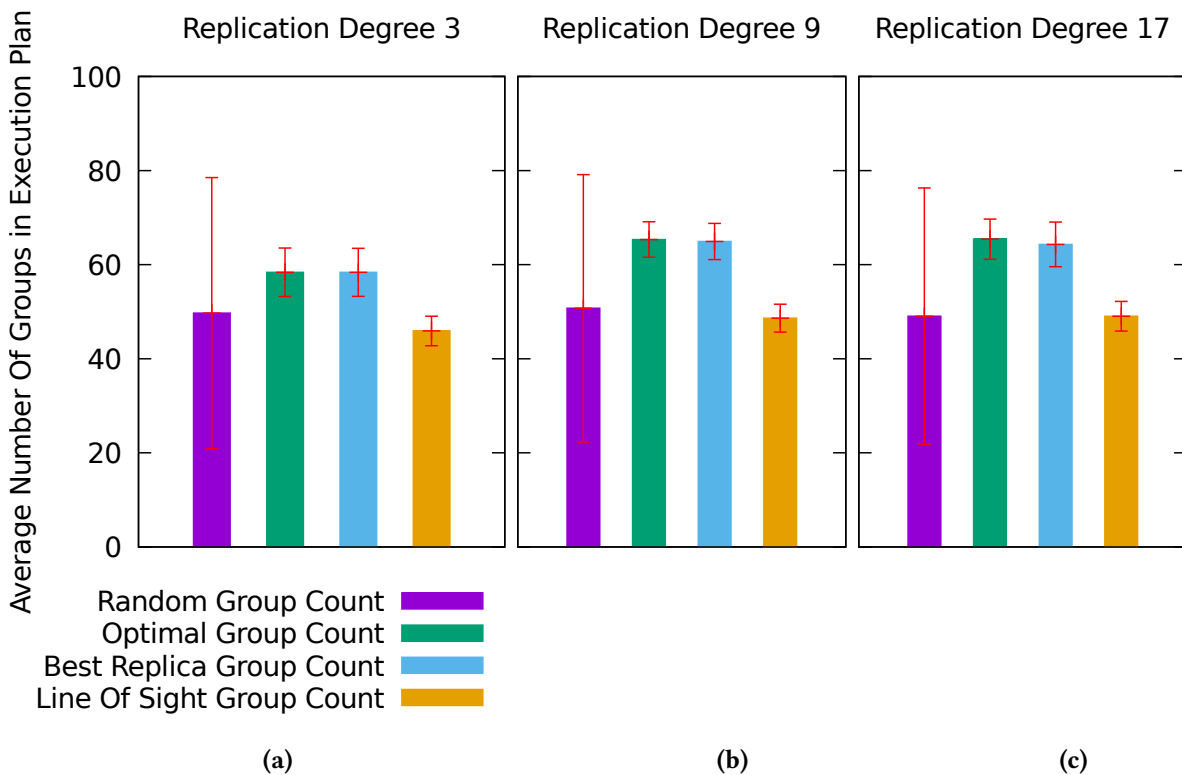 Replication Degree 3
Replication Degree 9
Replication Degree 17
Average Number Of Groups in Execution Plan
100
80
60
40
20
0
Random Group Count
Optimal Group Count
Best Replica Group Count
Line Of Sight Group Count
(a)
(b)
(c)